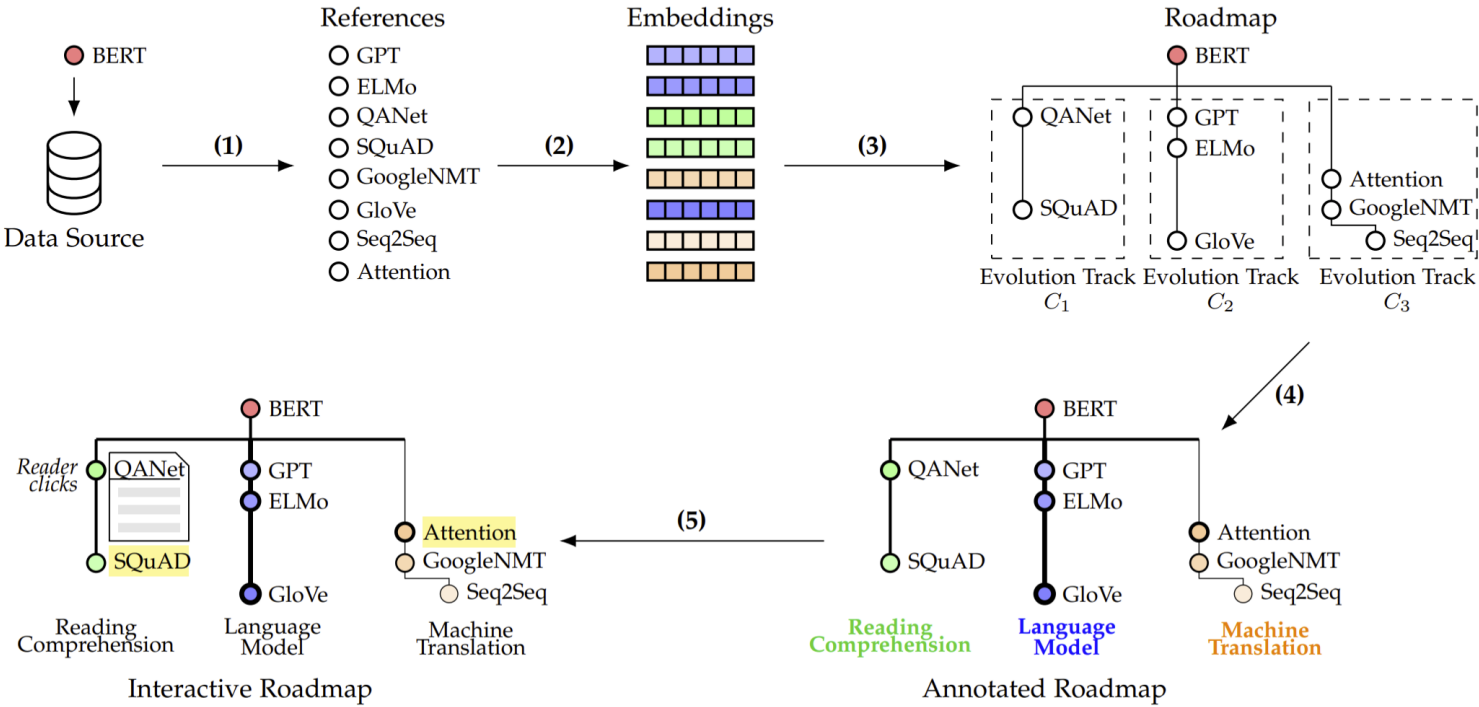 References
Embeddings
Roadmap
BERT
Data Source
(1)
GPT
ELMo
QANet
SQuAD
GoogleNMT
GloVe
Seq2Seq
Attention
(2)
(3)
BERT
QANet
SQuAD
GPT
ELMo
GloVe
Attention
GoogleNMT
Seq2Seq
Evolution Track
C1
Evolution Track
C2
Evolution Track
C3
(4)
BERT
QANet
SQuAD
GPT
ELMo
GloVe
Attention
GoogleNMT
Seq2Seq
Reading
Comprehension
Language
Model
Machine
Translation
Annotated Roadmap
(5)
BERT
Reader
clicks
QANet
SQuAD
GPT
ELMo
GloVe
Attention
GoogleNMT
Seq2Seq
Reading
Comprehension
Language
Model
Machine
Translation
Interactive Roadmap